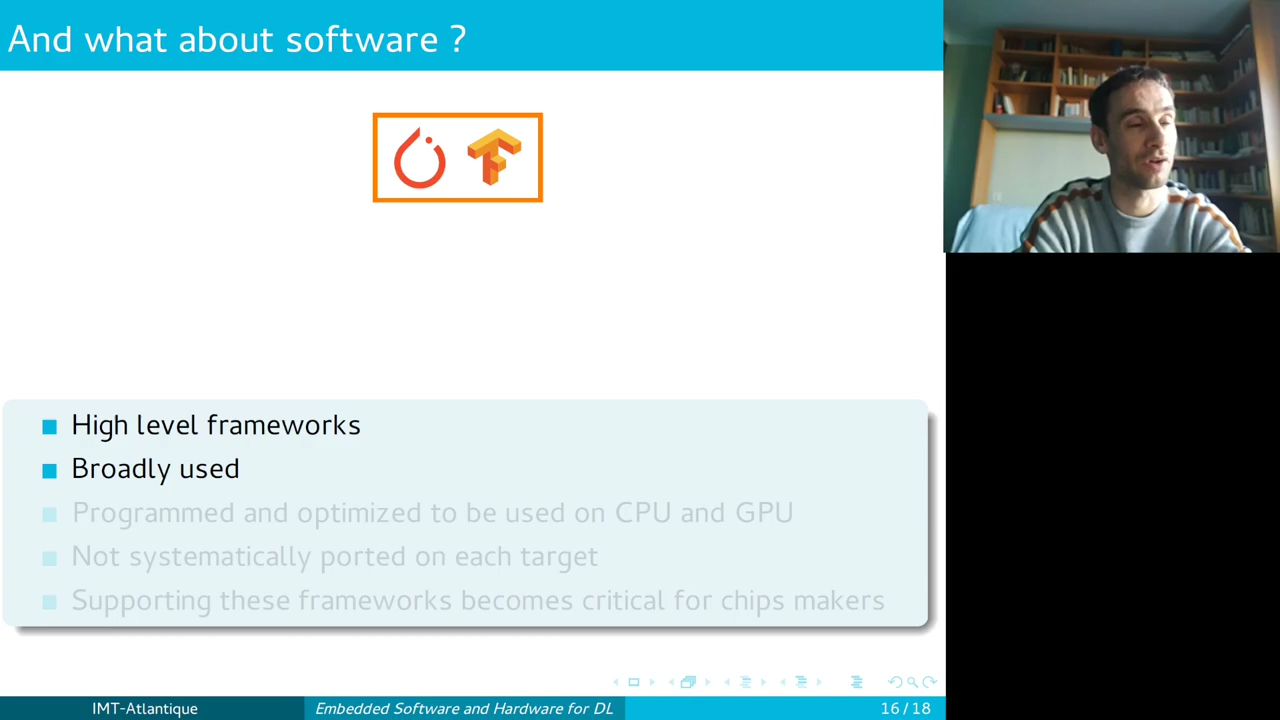 And what about software ?
High level frameworks
Broadly used
Programmed and optimized to be used on CPU and GPU
Not systematically ported on each target
Supporting these frameworks becomes critical for chips makers
IMT-Atlantique
Embedded Software and Hardware for DL
16/18